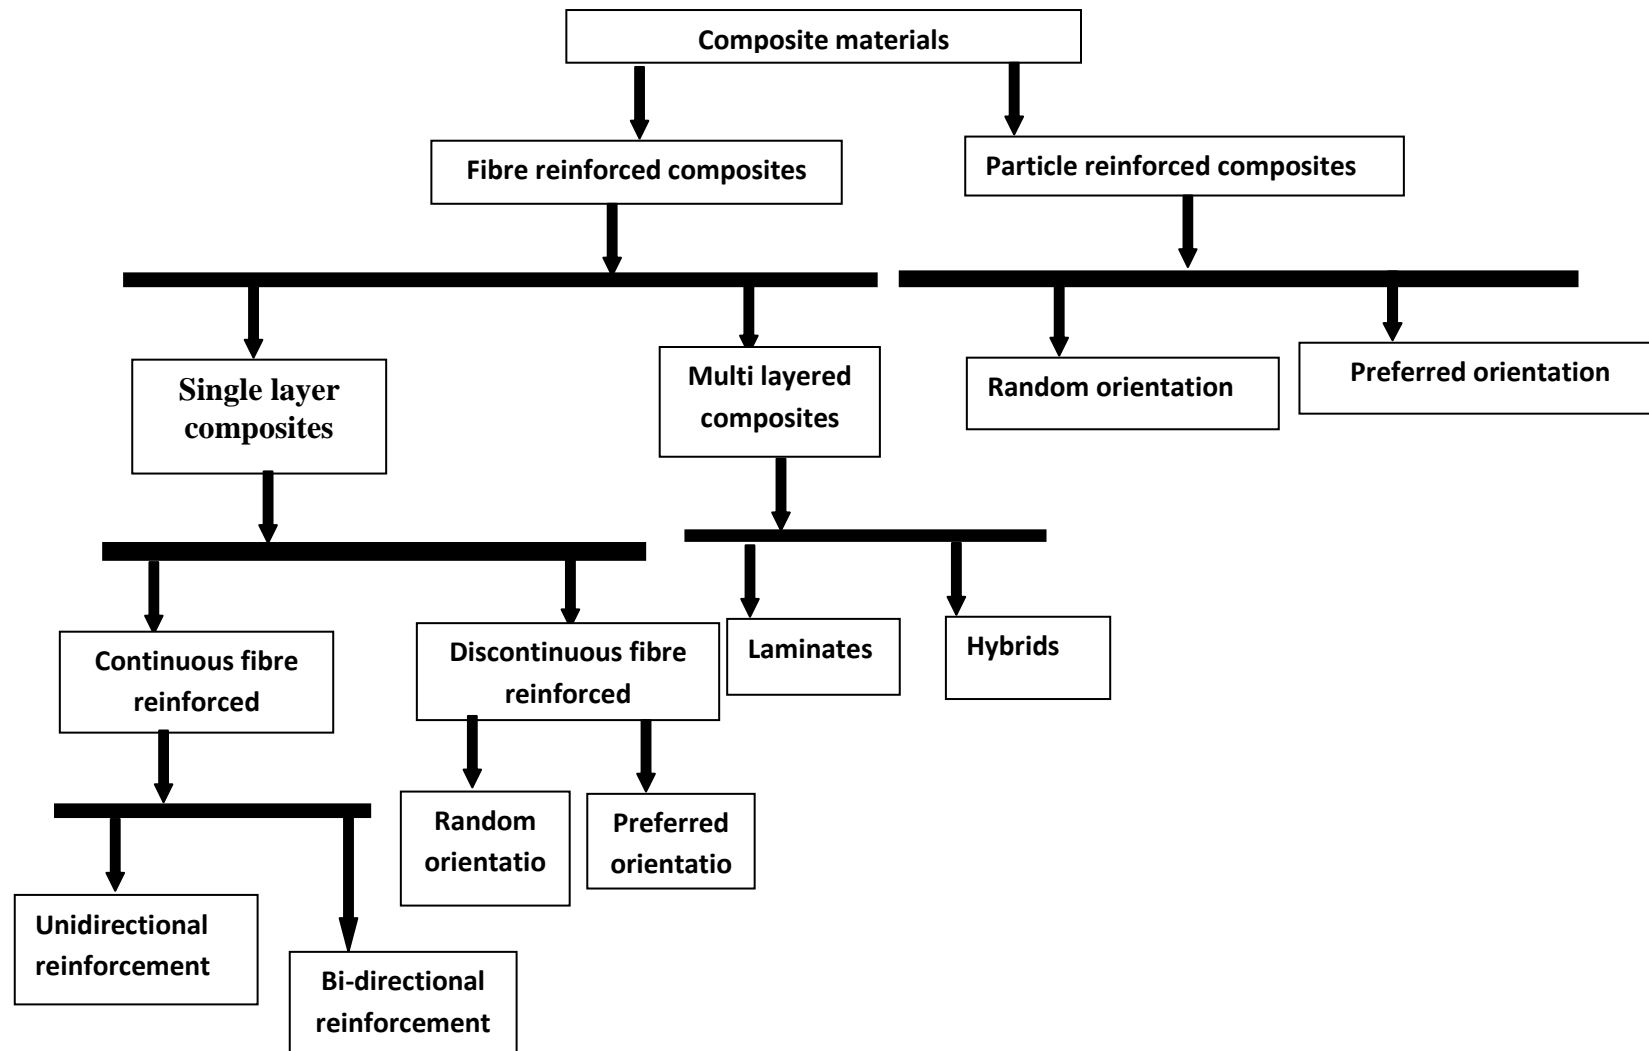 Composite materials
Fibre reinforced composites
Particle reinforced composites
Single layer
composites
Multi layered
composites
Random orientation
Preferred orientation
Continuous fibre
reinforced
Discontinuous fibre
reinforced
Laminates
Hybrids
Random
orientatio
Preferred
orientatio
Unidirectional
reinforcement
Bi-directional
reinforcement